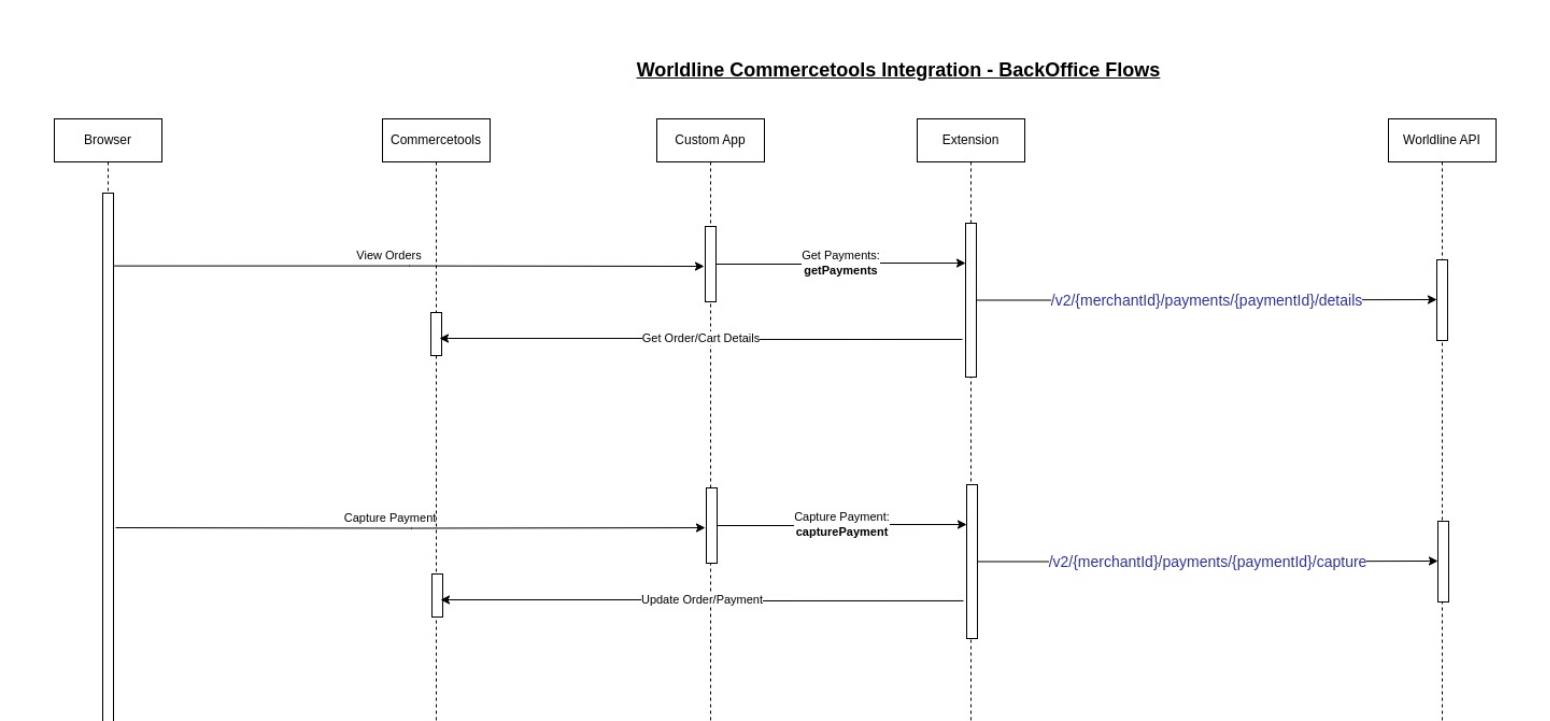 Worldline Commercetools Integration - BackOffice Flows
Browser
Commercetools
Custom App
Extension
Worldline API
View Orders
Get Payments:
getPayments
/v2/{merchantId}/payments/{paymentId}/details
Get Order/Cart Details
Capture Payment
Capture Payment:
capturePayment
/v2/{merchantId}/payments/{paymentId}/capture
Update Order/Payment